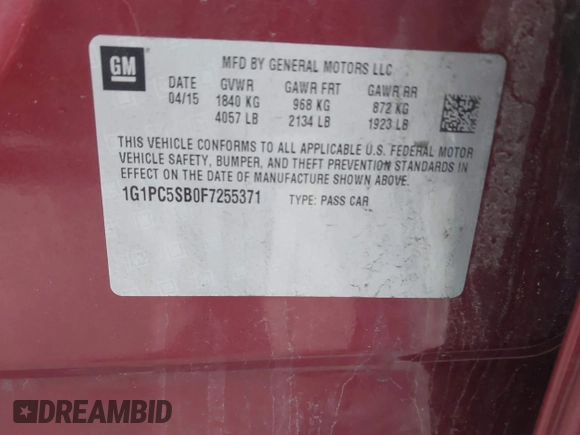 GM
MFD BY GENERAL MOTORS LLC
DATE GVWR GAWR FRT GAWR RR
04/15 1840 KG 968 KG 872 KG
4057 LB 2134 LB 1923 LB
THIS VEHICLE CONFORMS TO ALL APPLICABLE U.S. FEDERAL MOTOR
VEHICLE SAFETY, BUMPER, AND THEFT PREVENTION STANDARDS IN
EFFECT ON THE DATE OF MANUFACTURE SHOWN ABOVE.
1G1PC5SB0F7255371 TYPE: PASS CAR
DREAMBID